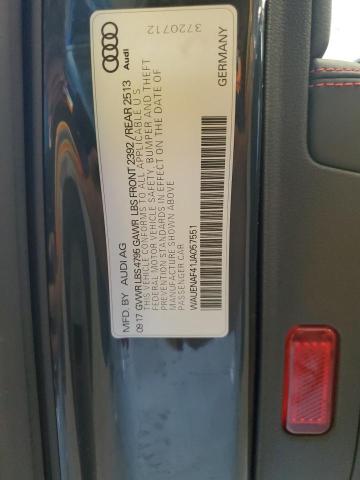 Audi
3720712
MFD. BY AUDI AG
09 17 GVWR LBS 4795 GAWR LBS FRONT 2392 /REAR 2513
THIS VEHICLE CONFORMS TO ALL APPLICABLE U.S.
FEDERAL MOTOR VEHICLE SAFETY, BUMPER AND THEFT
PREVENTION STANDARDS IN EFFECT ON THE DATE OF
MANUFACTURE SHOWN ABOVE
PASSENGER CAR
WAUENAF41JA057551
GERMANY